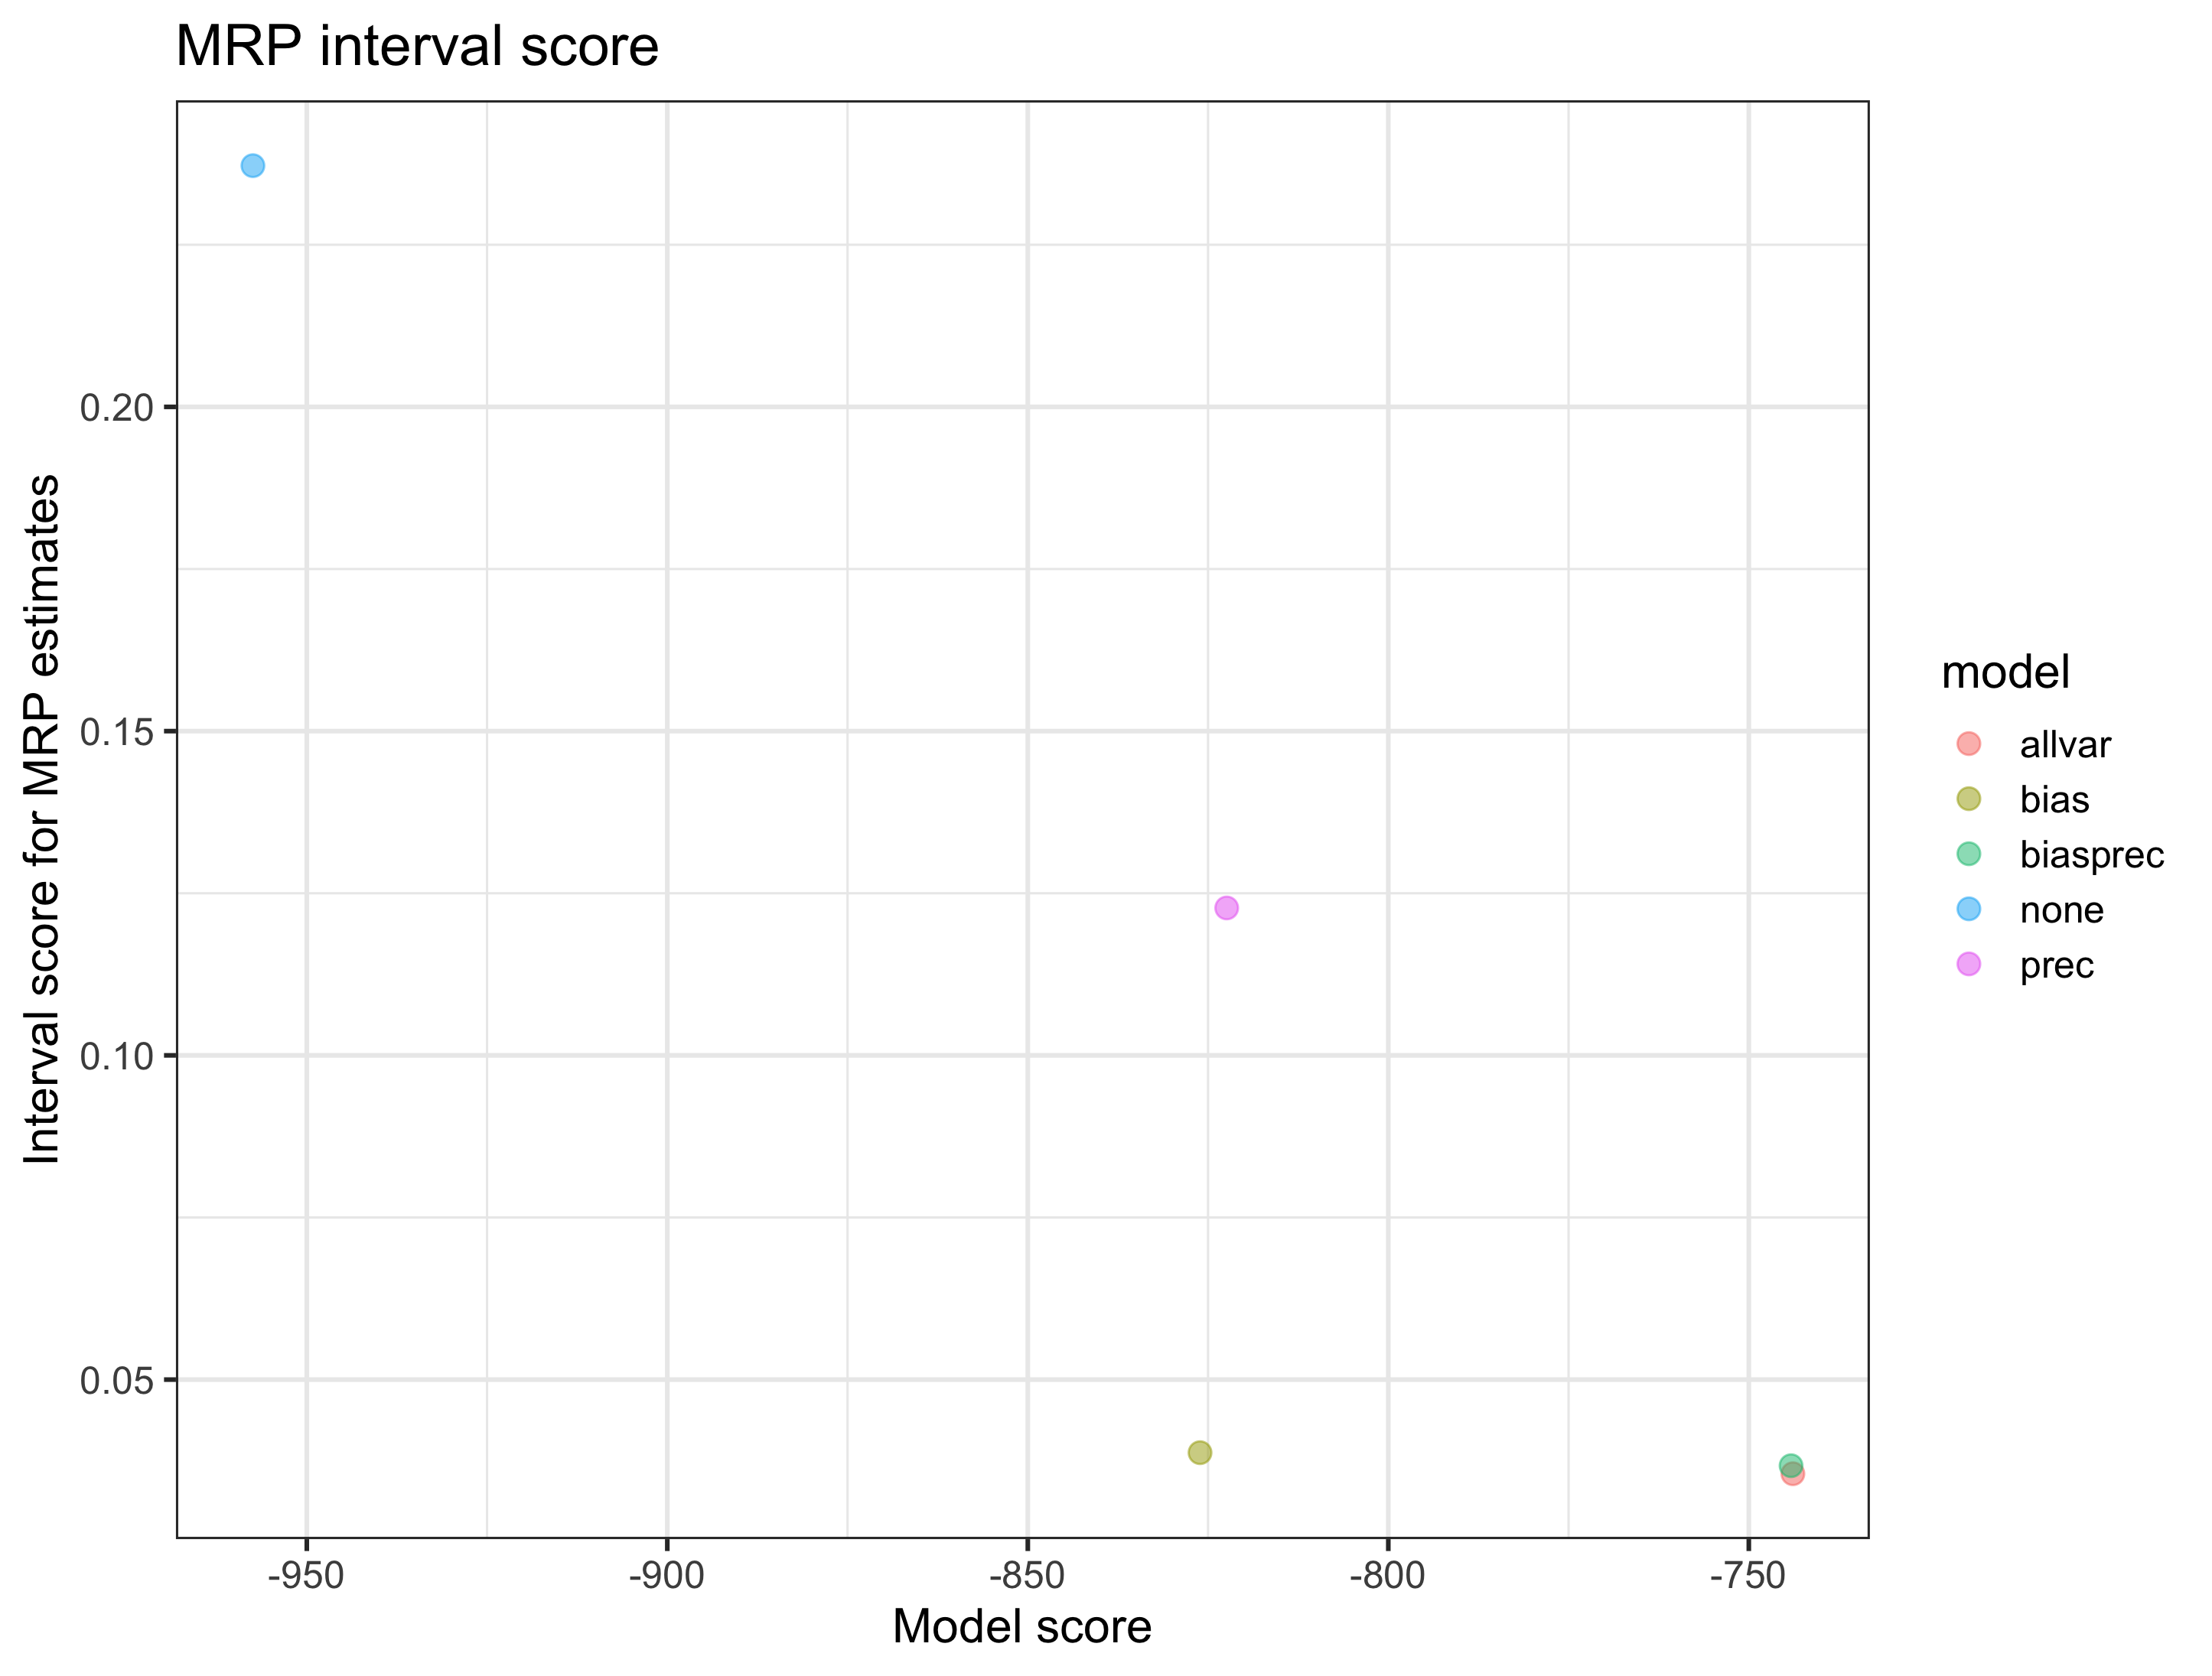 MRP interval score
Interval score for MRP estimates
0.20
0.15
0.10
0.05
-950
-900
-850
-800
-750
Model score
model
allvar
bias
biasprec
none
prec